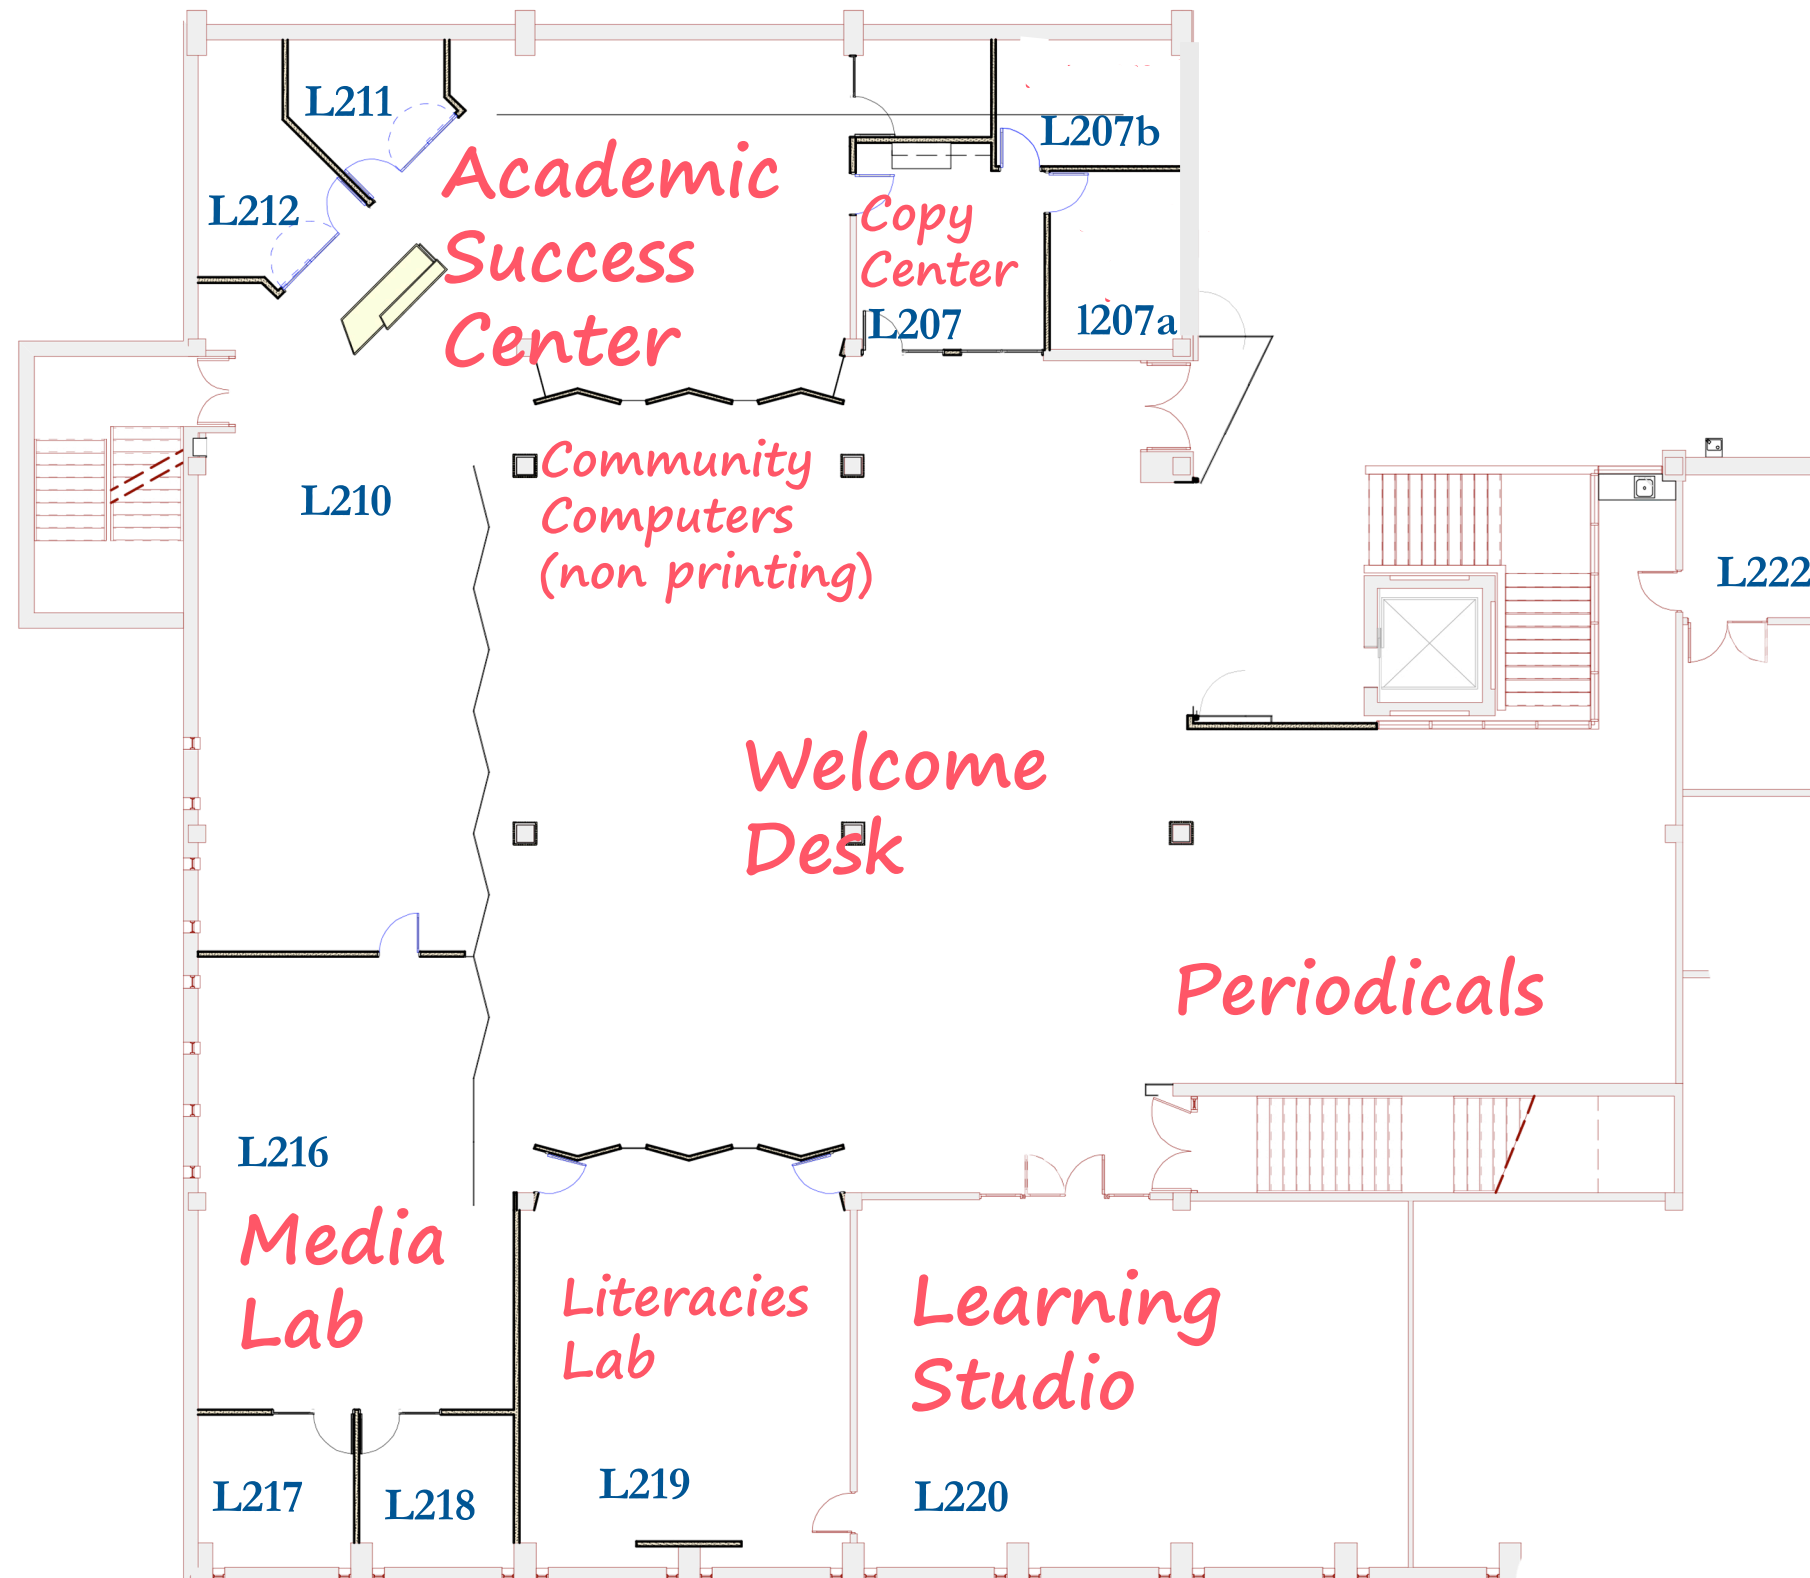 L211
L207b
Academic
Success
Center
L212
Copy
Center
L207
l207a
Community
Computers
(non printing)
L210
L222
Welcome
Desk
Periodicals
L216
Media
Lab
Literacies
Lab
Learning
Studio
L217
L218
L219
L220